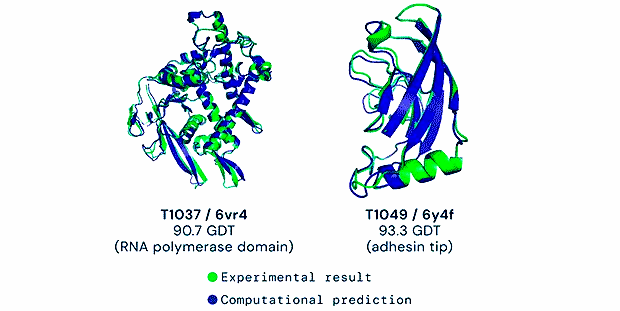 T1037 / 6vr4
90.7 GDT
(RNA polymerase domain)
T1049 / 6y4f
93.3 GDT
(adhesin tip)
Experimental result
Computational prediction